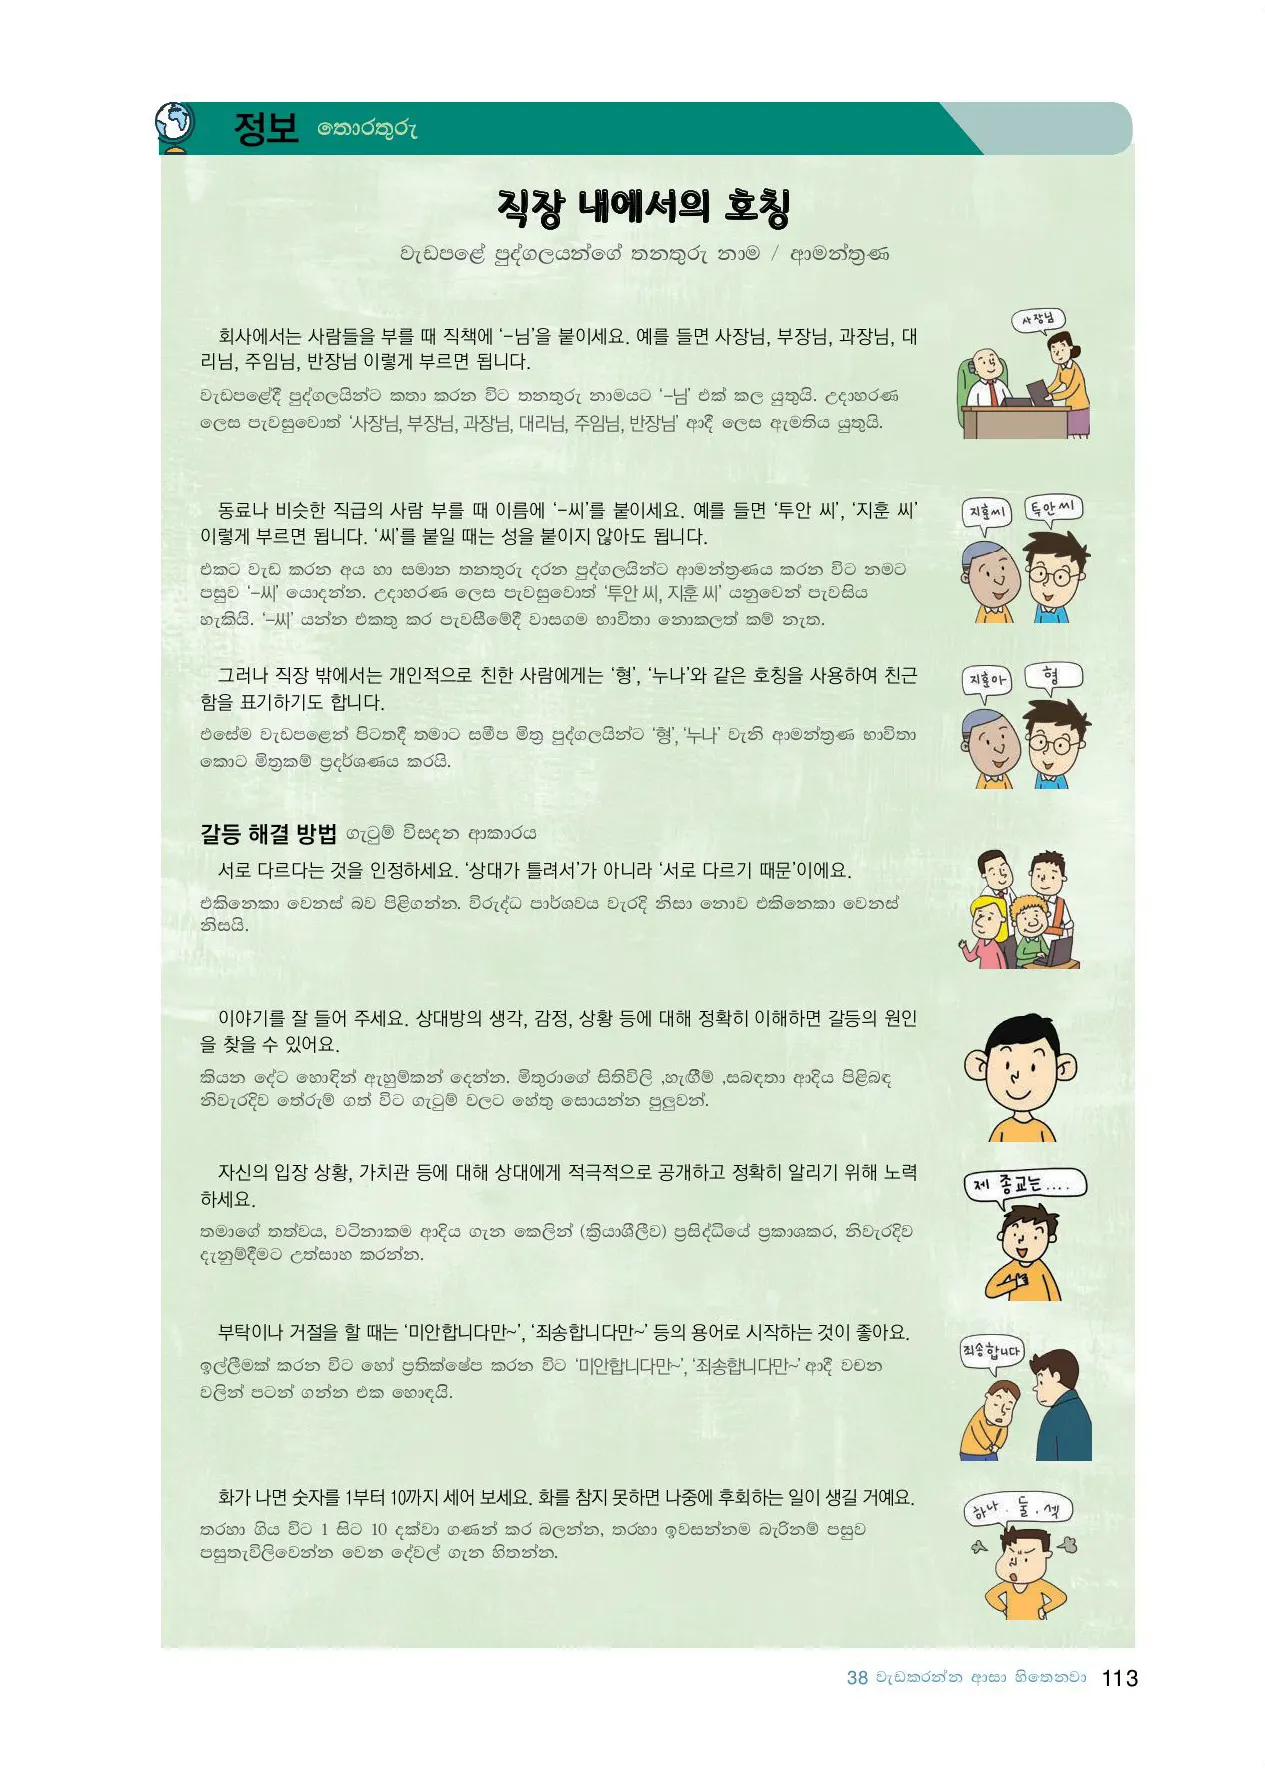 정보 තොරතුරු
직장 내에서의 호칭
වැඩපළේ පුද්ගලයන්ගේ තනතුරු නාම / ආමන්ත්‍රණ
회사에서는 사람들을 부를 때 직책에 ‘-님’을 붙이세요. 예를 들면 사장님, 부장님, 과장님, 대
리님, 주임님, 반장님 이렇게 부르면 됩니다.
වැඩපළේදී පුද්ගලයින්ට කතා කරන විට තනතුරු නාමයට ‘-님’ එක් කල යුතුයි. උදාහරණ
ලෙස පැවසුවොත් ‘사장님, 부장님, 과장님, 대리님, 주임님, 반장님’ ආදී ලෙස ඇමතිය යුතුයි.
사장님
동료나 비슷한 직급의 사람 부를 때 이름에 ‘-씨’를 붙이세요. 예를 들면 ‘투안 씨’, ‘지훈 씨’
이렇게 부르면 됩니다. ‘씨’를 붙일 때는 성을 붙이지 않아도 됩니다.
එකට වැඩ කරන අය හා සමාන තනතුරු දරන පුද්ගලයින්ට ආමන්ත්‍රණය කරන විට නමට
පසුව ‘-씨’ යොදන්න. උදාහරණ ලෙස පැවසුවොත් ‘투안 씨, 지훈 씨’ යනුවෙන් පැවසිය
හැකියි. ‘-씨’ යන්න එකතු කර පැවසීමේදී වාසගම භාවිතා නොකලත් කම් නැත.
지훈씨
투안씨
그러나 직장 밖에서는 개인적으로 친한 사람에게는 ‘형’, ‘누나’와 같은 호칭을 사용하여 친근
함을 표기하기도 합니다.
එසේම වැඩපළෙන් පිටතදී තමාට සමීප මිත්‍ර පුද්ගලයින්ට ‘형’, ‘누나’ වැනි ආමන්ත්‍රණ භාවිතා
කොට මිත්‍රකම් ප්‍රදර්ශණය කරයි.
지훈아
형
갈등 해결 방법 ගැටුම් විසදන ආකාරය
서로 다르다는 것을 인정하세요. ‘상대가 틀려서’가 아니라 ‘서로 다르기 때문’이에요.
එකිනෙකා වෙනස් බව පිළිගන්න. විරුද්ධ පාර්ශවය වැරදි නිසා නොව එකිනෙකා වෙනස්
නිසයි.
이야기를 잘 들어 주세요. 상대방의 생각, 감정, 상황 등에 대해 정확히 이해하면 갈등의 원인
을 찾을 수 있어요.
කියන දේට හොඳින් ඇහුම්කන් දෙන්න. මිතුරාගේ සිතිවිලි ,හැඟීම් ,සබඳතා ආදිය පිළිබඳ
නිවැරදිව තේරුම් ගත් විට ගැටුම් වලට හේතු සොයන්න පුලුවන්.
자신의 입장 상황, 가치관 등에 대해 상대에게 적극적으로 공개하고 정확히 알리기 위해 노력
하세요.
තමාගේ තත්වය, වටිනාකම ආදිය ගැන කෙලින් (ක්‍රියාශීලීව) ප්‍රසිද්ධියේ ප්‍රකාශකර, නිවැරදිව
දැනුම්දීමට උත්සාහ කරන්න.
제 종교는....
부탁이나 거절을 할 때는 ‘미안합니다만~’, ‘죄송합니다만~’ 등의 용어로 시작하는 것이 좋아요.
ඉල්ලීමක් කරන විට හෝ ප්‍රතික්ෂේප කරන විට ‘미안합니다만~’, ‘죄송합니다만~’ ආදී වචන
වලින් පටන් ගන්න එක හොඳයි.
죄송합니다
화가 나면 숫자를 1부터 10까지 세어 보세요. 화를 참지 못하면 나중에 후회하는 일이 생길 거예요.
තරහා ගිය විට 1 සිට 10 දක්වා ගණන් කර බලන්න, තරහා ඉවසන්නම බැරිනම් පසුව
පසුතැවිලිවෙන්න වෙන දේවල් ගැන හිතන්න.
하나. 둘. 셋
38 වැඩකරන්න ආසා හිතෙනවා 113